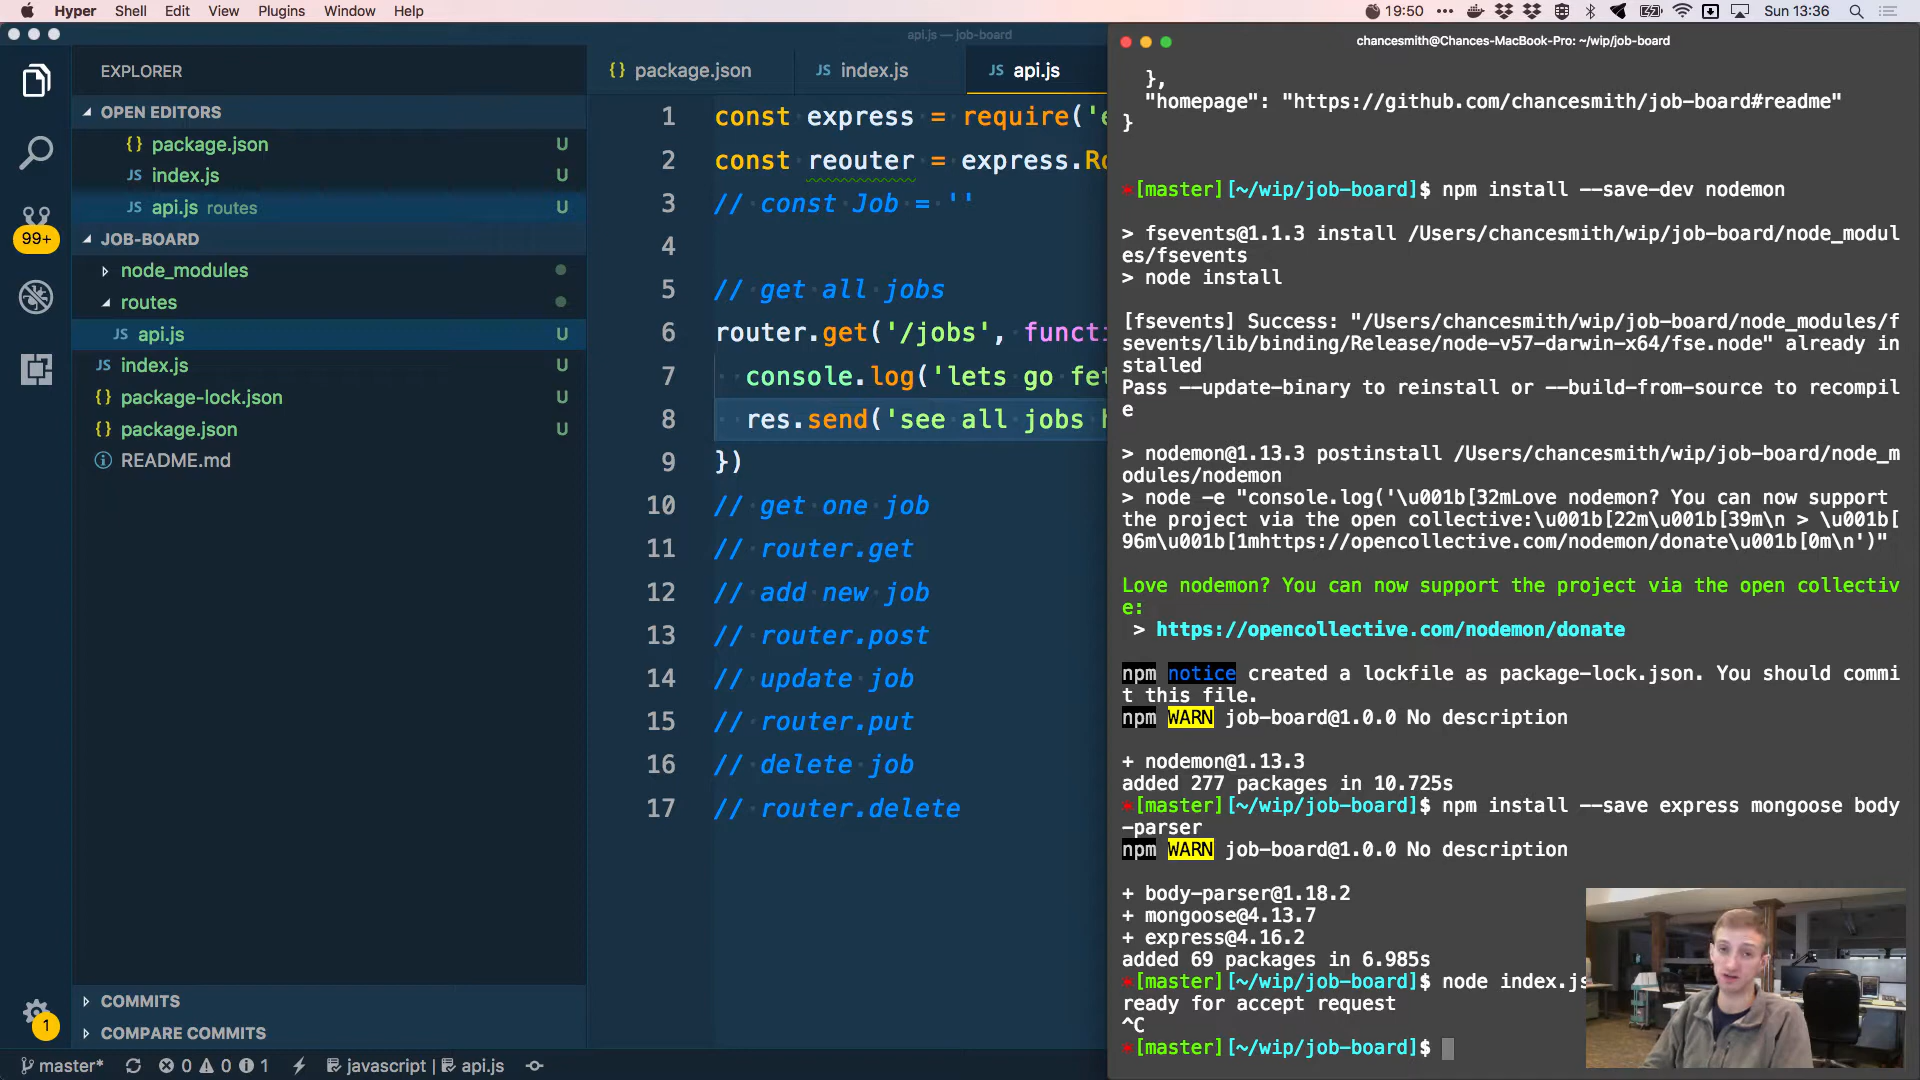 Hyper Shell Edit View Plugins Window Help 19:50 Sun 13:36
api.js — job-board
EXPLORER
OPEN EDITORS
{} package.json U
JS index.js U
JS api.js routes U
99+
JOB-BOARD
node_modules
routes
JS api.js U
JS index.js U
{} package-lock.json U
{} package.json U
README.md
COMMITS
COMPARE COMMITS
1
master* 0 0 1 javascript | api.js
{} package.json JS index.js JS api.js
1 const express = require('e
2 const reouter = express.Ro
3 // const Job = ''
4
5 // get all jobs
6 router.get('/jobs', functi
7 console.log('lets go fet
8 res.send('see all jobs h
9 })
10 // get one job
11 // router.get
12 // add new job
13 // router.post
14 // update job
15 // router.put
16 // delete job
17 // router.delete
chancesmith@Chances-MacBook-Pro: ~/wip/job-board
},
"homepage": "https://github.com/chancesmith/job-board#readme"
}
*[master][~/wip/job-board]$ npm install --save-dev nodemon
> fsevents@1.1.3 install /Users/chancesmith/wip/job-board/node_modul
es/fsevents
> node install
[fsevents] Success: "/Users/chancesmith/wip/job-board/node_modules/f
sevents/lib/binding/Release/node-v57-darwin-x64/fse.node" already in
stalled
Pass --update-binary to reinstall or --build-from-source to recompil
e
> nodemon@1.13.3 postinstall /Users/chancesmith/wip/job-board/node_m
odules/nodemon
> node -e "console.log('\u001b[32mLove nodemon? You can now support
the project via the open collective:\u001b[22m\u001b[39m\n > \u001b[
96m\u001b[1mhttps://opencollective.com/nodemon/donate\u001b[0m\n')"
Love nodemon? You can now support the project via the open collectiv
e:
> https://opencollective.com/nodemon/donate
npm notice created a lockfile as package-lock.json. You should commi
t this file.
npm WARN job-board@1.0.0 No description
+ nodemon@1.13.3
added 277 packages in 10.725s
*[master][~/wip/job-board]$ npm install --save express mongoose body
-parser
npm WARN job-board@1.0.0 No description
+ body-parser@1.18.2
+ mongoose@4.13.7
+ express@4.16.2
added 69 packages in 6.985s
*[master][~/wip/job-board]$ node index.js
ready for accept request
^C
*[master][~/wip/job-board]$